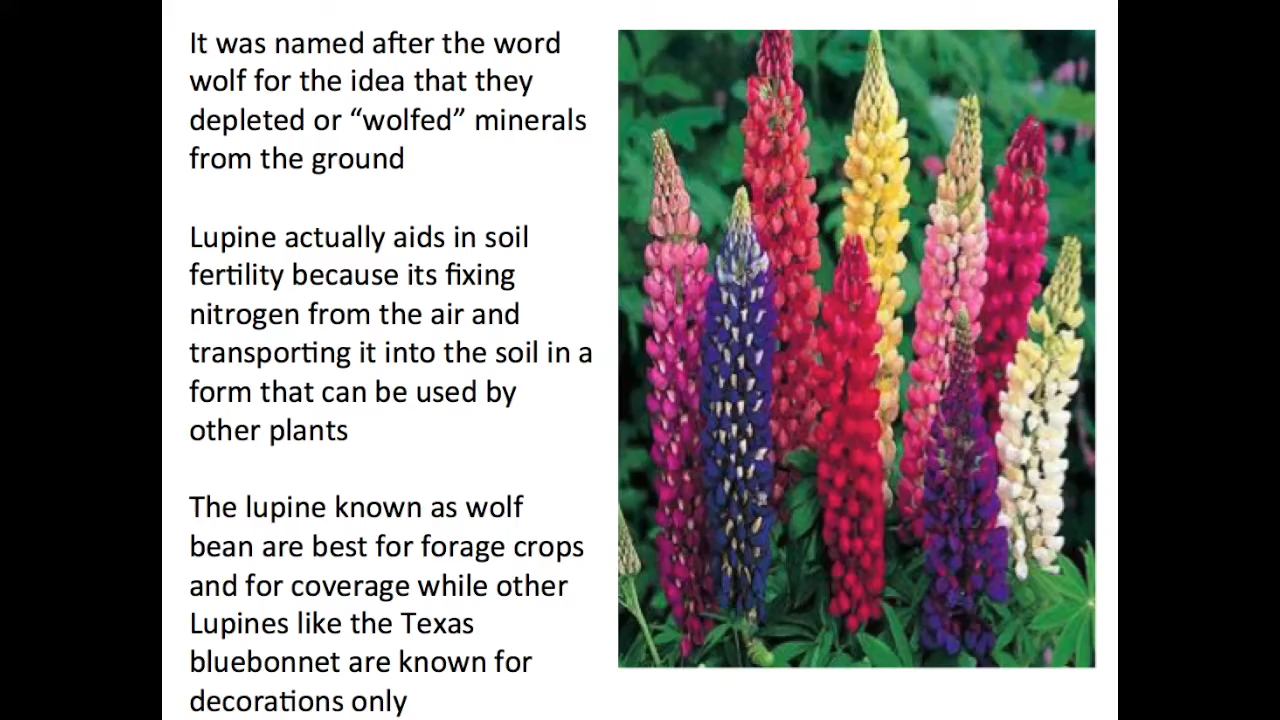 It was named after the word
wolf for the idea that they
depleted or “wolfed” minerals
from the ground
Lupine actually aids in soil
fertility because its fixing
nitrogen from the air and
transporting it into the soil in a
form that can be used by
other plants
The lupine known as wolf
bean are best for forage crops
and for coverage while other
Lupines like the Texas
bluebonnet are known for
decorations only